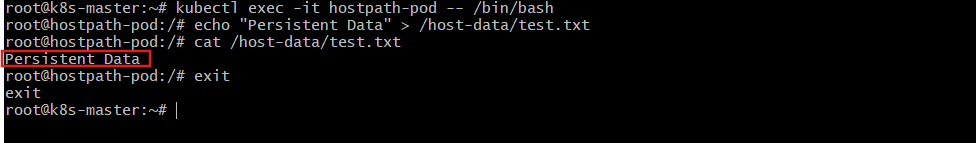 root@k8s-master:~# kubectl exec -it hostpath-pod -- /bin/bash
root@hostpath-pod:/# echo "Persistent Data" > /host-data/test.txt
root@hostpath-pod:/# cat /host-data/test.txt
Persistent Data
root@hostpath-pod:/# exit
exit
root@k8s-master:~#